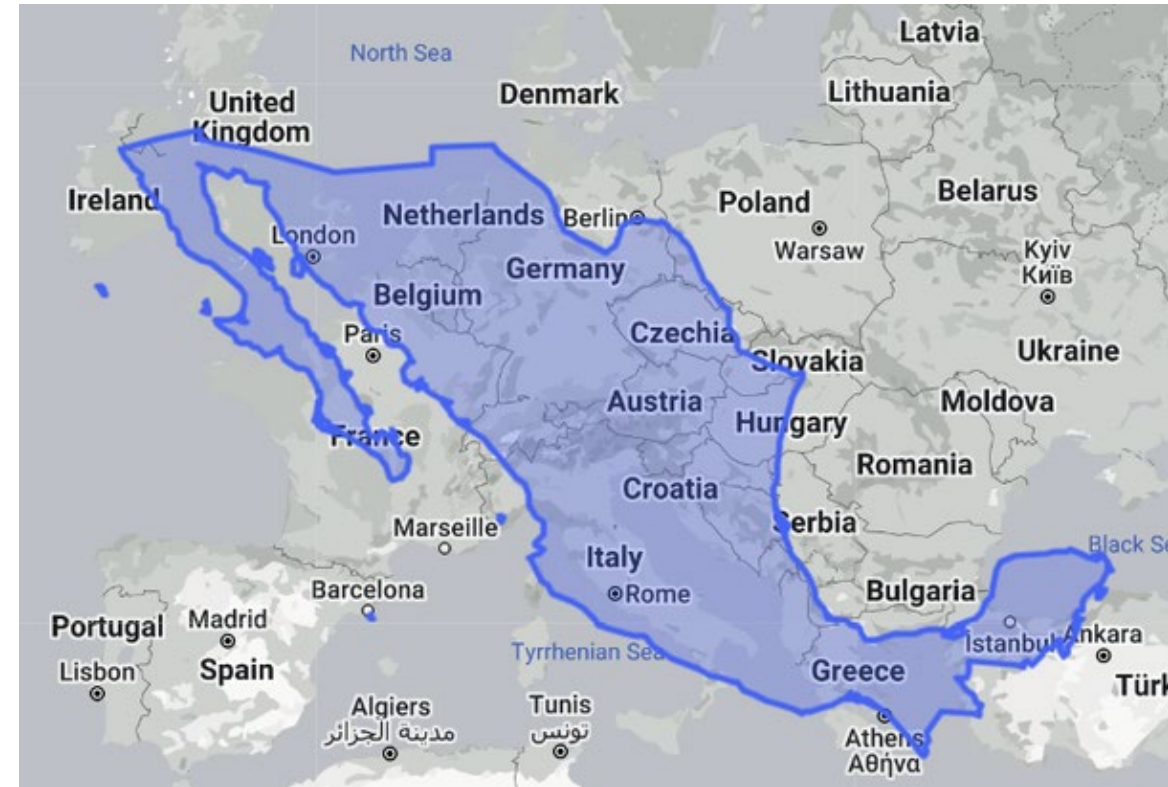 Latvia
North Sea
Denmark
Lithuania
United
Kingdom
Ireland
Netherlands
Berlin
Poland
Belarus
London
Warsaw
Kyiv
Київ
Germany
Belgium
Paris
Czechia
Slovakia
Ukraine
Austria
Moldova
Hungary
France
Romania
Croatia
Marseille
Serbia
Italy
Black Se
Barcelona
Rome
Bulgaria
Portugal
Madrid
İstanbul
Ankara
Tyrrhenian Sea
Lisbon
Spain
Greece
Türk
Algiers
مدينة الجزائر
Tunis
تونس
Athens
Αθήνα